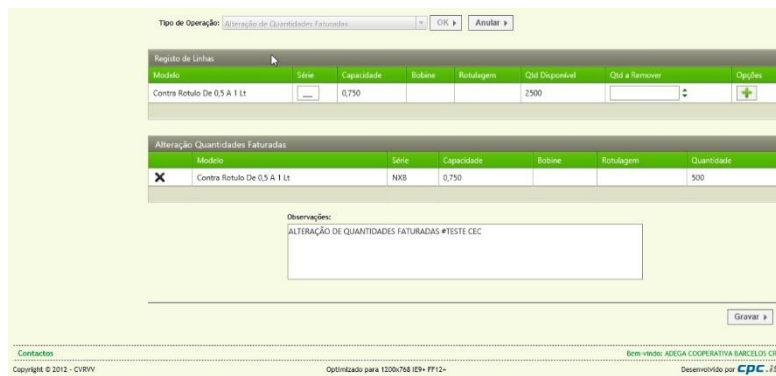 Tipo de Operação: Alteração de Quantidades Faturadas OK Anular
Registo de Linhas
Modelo Série Capacidade Bobine Rotulagem Qtd Disponível Qtd a Remover Opções
Contra Rotulo De 0,5 A 1 Lt __ 0,750 2500
Alteração Quantidades Faturadas
Modelo Série Capacidade Bobine Rotulagem Quantidade
Contra Rotulo De 0,5 A 1 Lt NXB 0,750 500
Observações:
ALTERAÇÃO DE QUANTIDADES FATURADAS #TESTE CEC
Gravar
Contactos Bem-vindo: ADEGA COOPERATIVA BARCELOS CR
Copyright © 2012 - CVRVV Optimizado para 1200x768 IE9+ FF12+ Desenvolvido por cpc.is